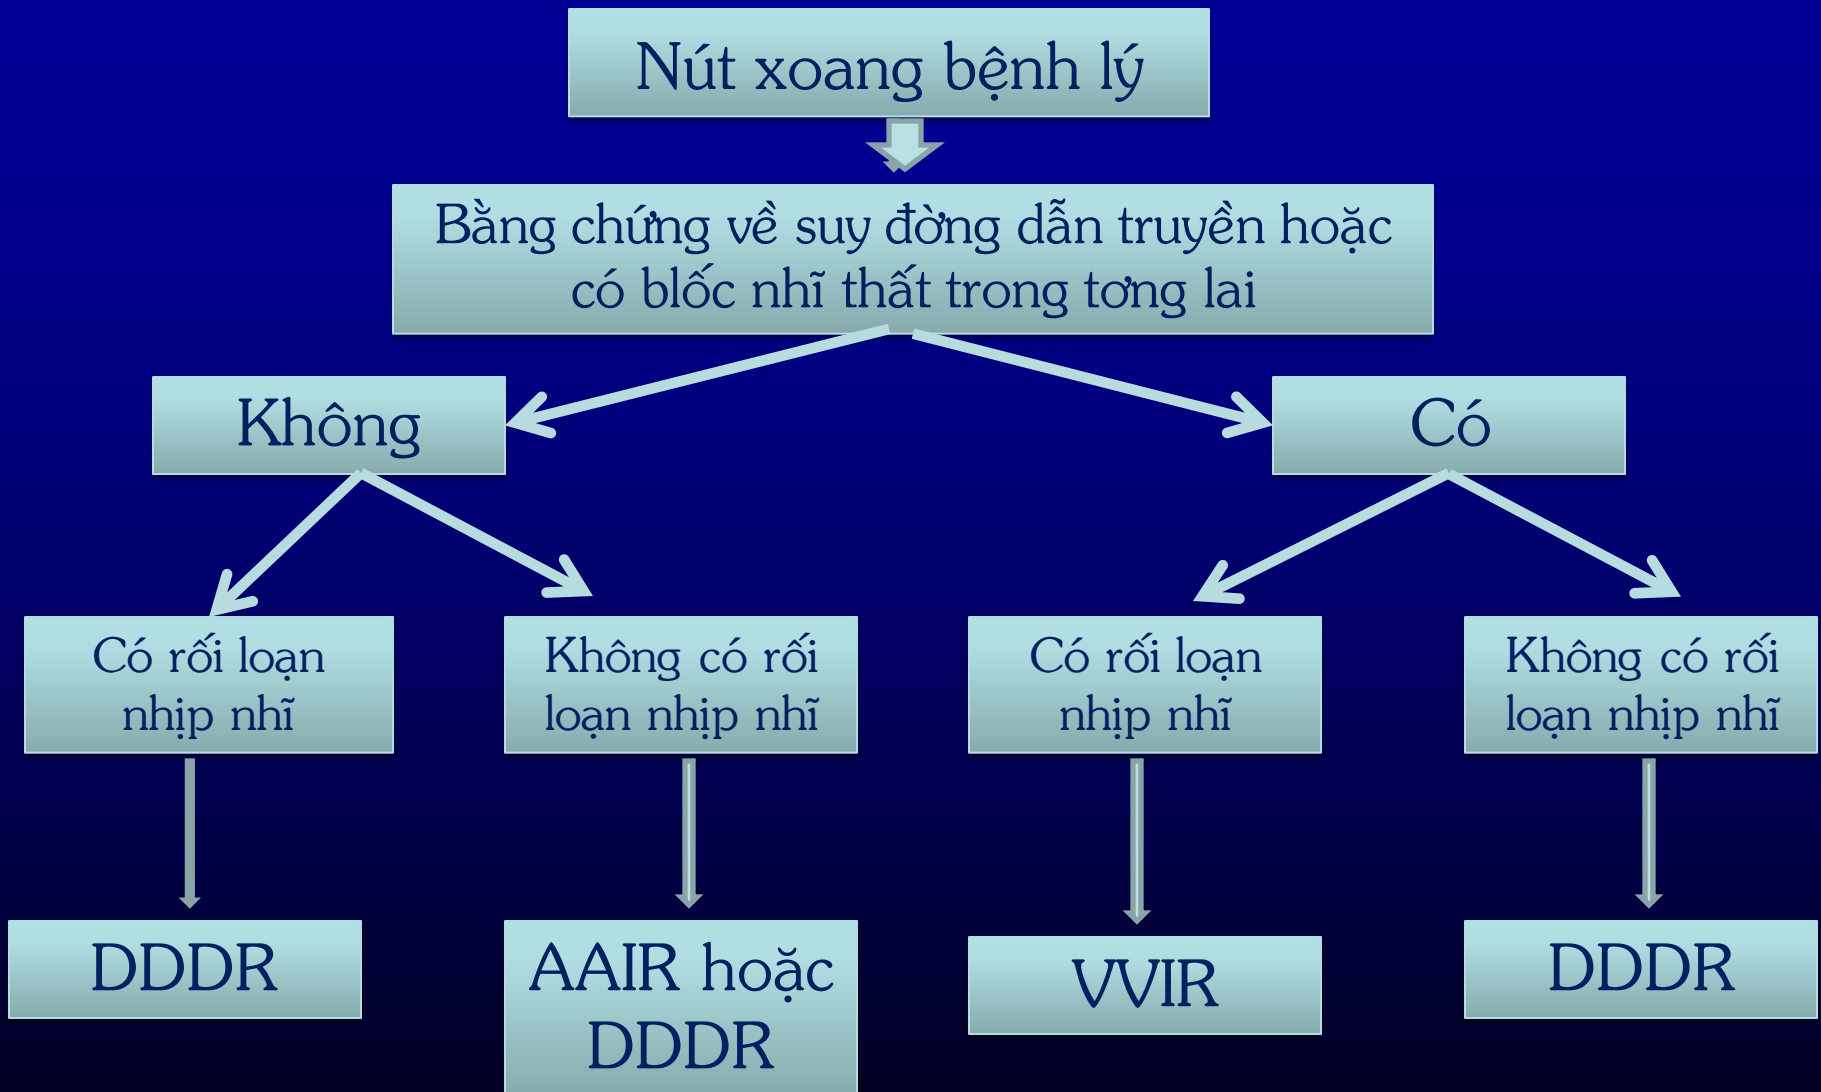 Nút xoang bệnh lý
Bằng chứng về suy đờng dẫn truyền hoặc
có blốc nhĩ thất trong tơng lai
Không
Có
Có rối loạn
nhịp nhĩ
Không có rối
loạn nhịp nhĩ
Có rối loạn
nhịp nhĩ
Không có rối
loạn nhịp nhĩ
DDDR
AAIR hoặc
DDDR
VVIR
DDDR